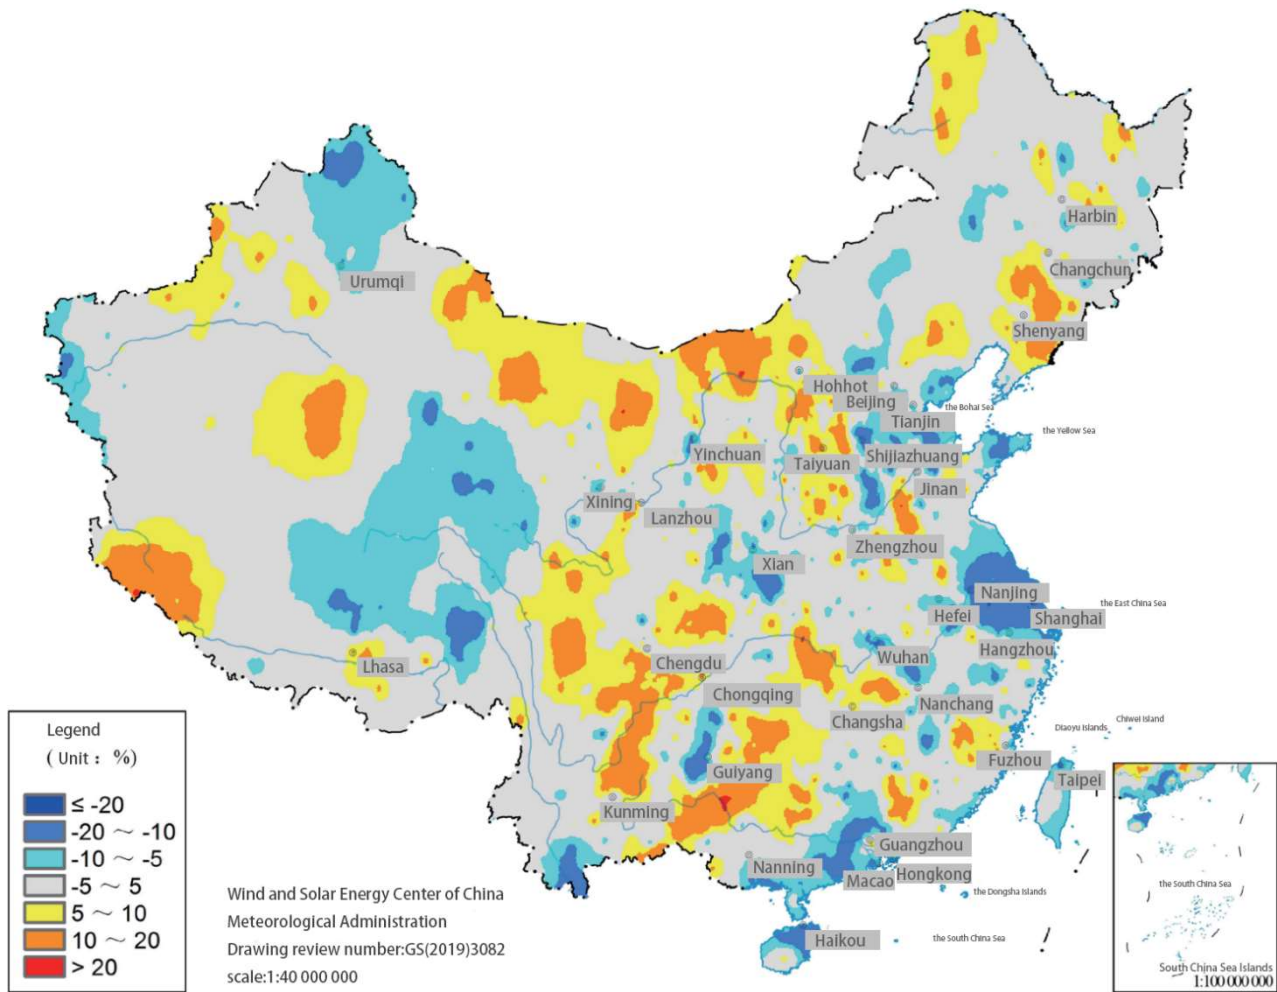 Harbin
Changchun
Urumqi
Shenyang
Hohhot
Beijing
the Bohai Sea
Tianjin
the Yellow Sea
Yinchuan
Taiyuan
Shijiazhuang
Xining
Jinan
Lanzhou
Zhengzhou
Xian
Nanjing
the East China Sea
Hefei
Shanghai
Hangzhou
Wuhan
Lhasa
Chengdu
Chongqing
Nanchang
Changsha
Diaoyu Islands
Chiwei Island
Fuzhou
Guiyang
Taipei
Kunming
Guangzhou
Nanning
Macao
Hongkong
the Dongsha Islands
Haikou
the South China Sea
Legend
( Unit : %)
≤ -20
-20 ~ -10
-10 ~ -5
-5 ~ 5
5 ~ 10
10 ~ 20
> 20
Wind and Solar Energy Center of China
Meteorological Administration
Drawing review number:GS(2019)3082
scale:1:40 000 000
the South China Sea
South China Sea Islands
1:100 000 000